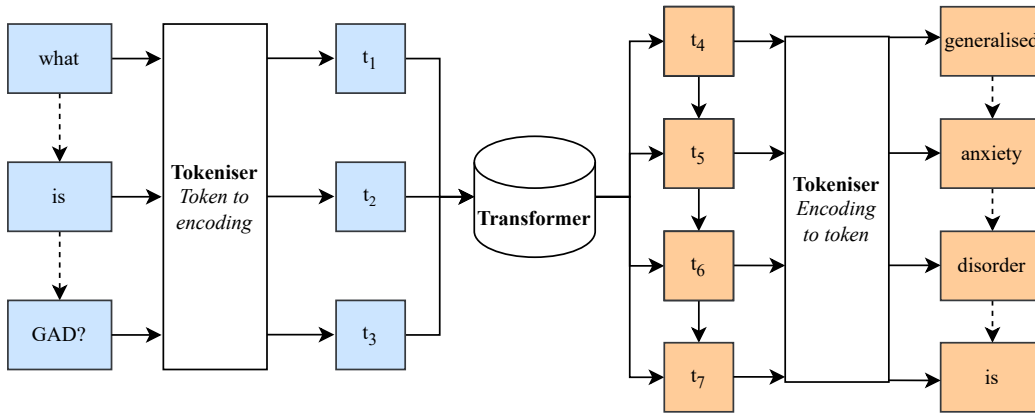 what
is
GAD?
Tokeniser
Token to
encoding
t₁
t₂
t₃
Transformer
t₄
t₅
t₆
t₇
Tokeniser
Encoding
to token
generalised
anxiety
disorder
is